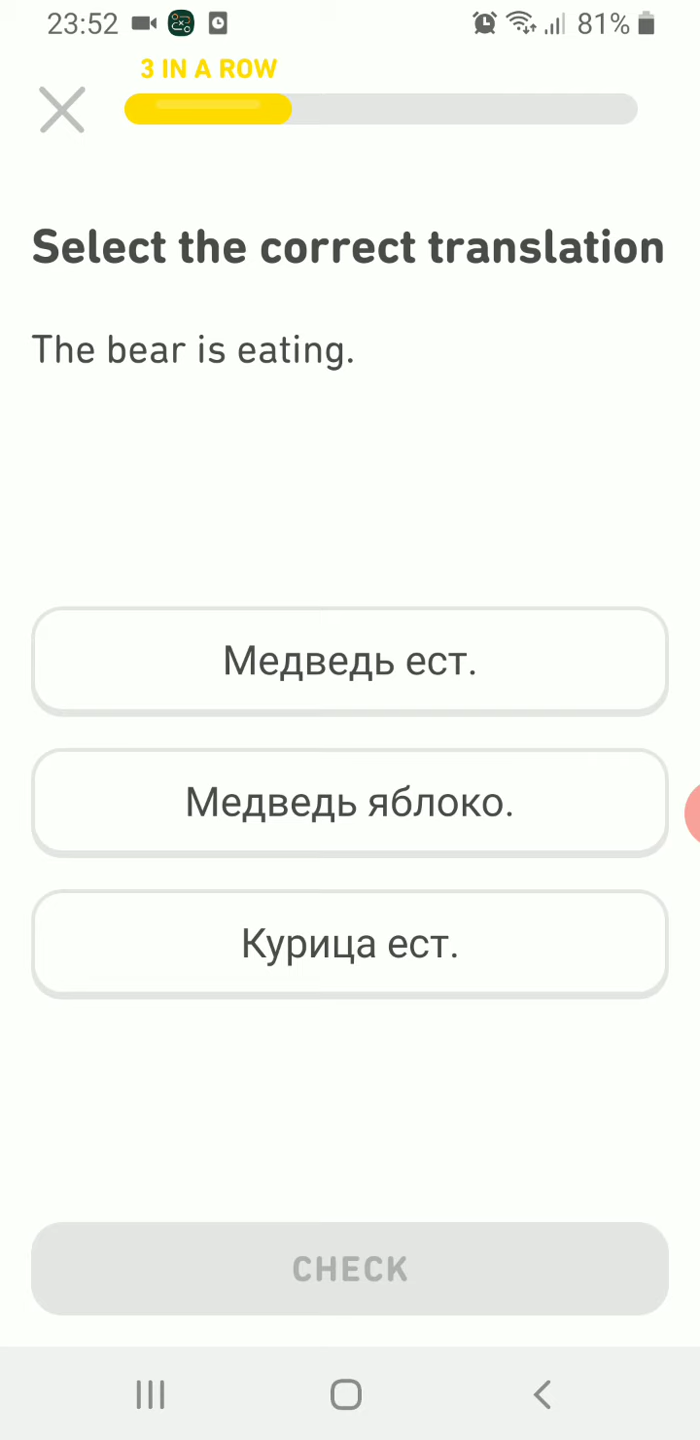 23:52
81%
3 IN A ROW
Select the correct translation
The bear is eating.
Медведь ест.
Медведь яблоко.
Курица ест.
CHECK